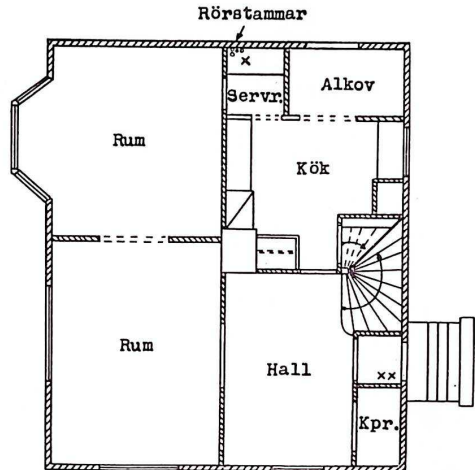 Rörstammar
x
Servr.
Alkov
Rum
Kök
Rum
Hall
xx
Kpr.